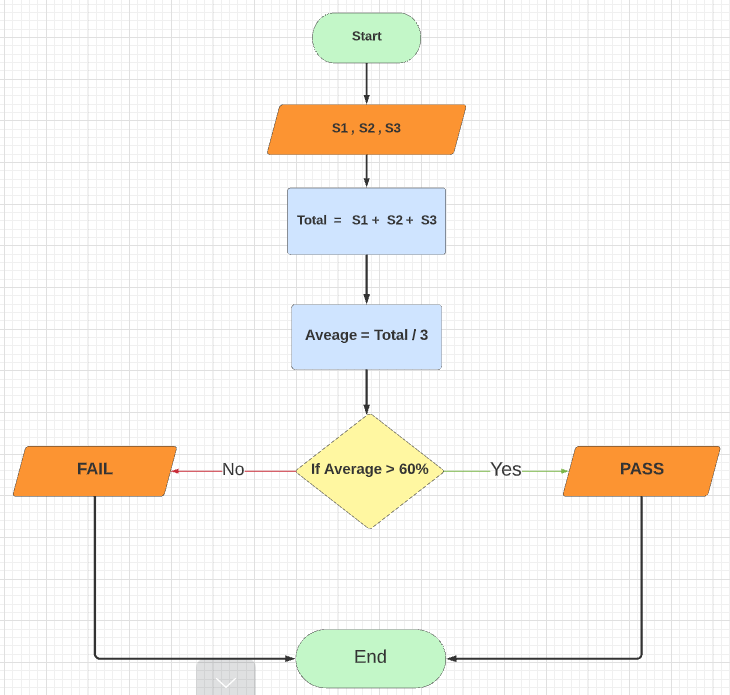 Start
S1 , S2 , S3
Total = S1 + S2 + S3
Aveage = Total / 3
If Average > 60%
No
Yes
FAIL
PASS
End